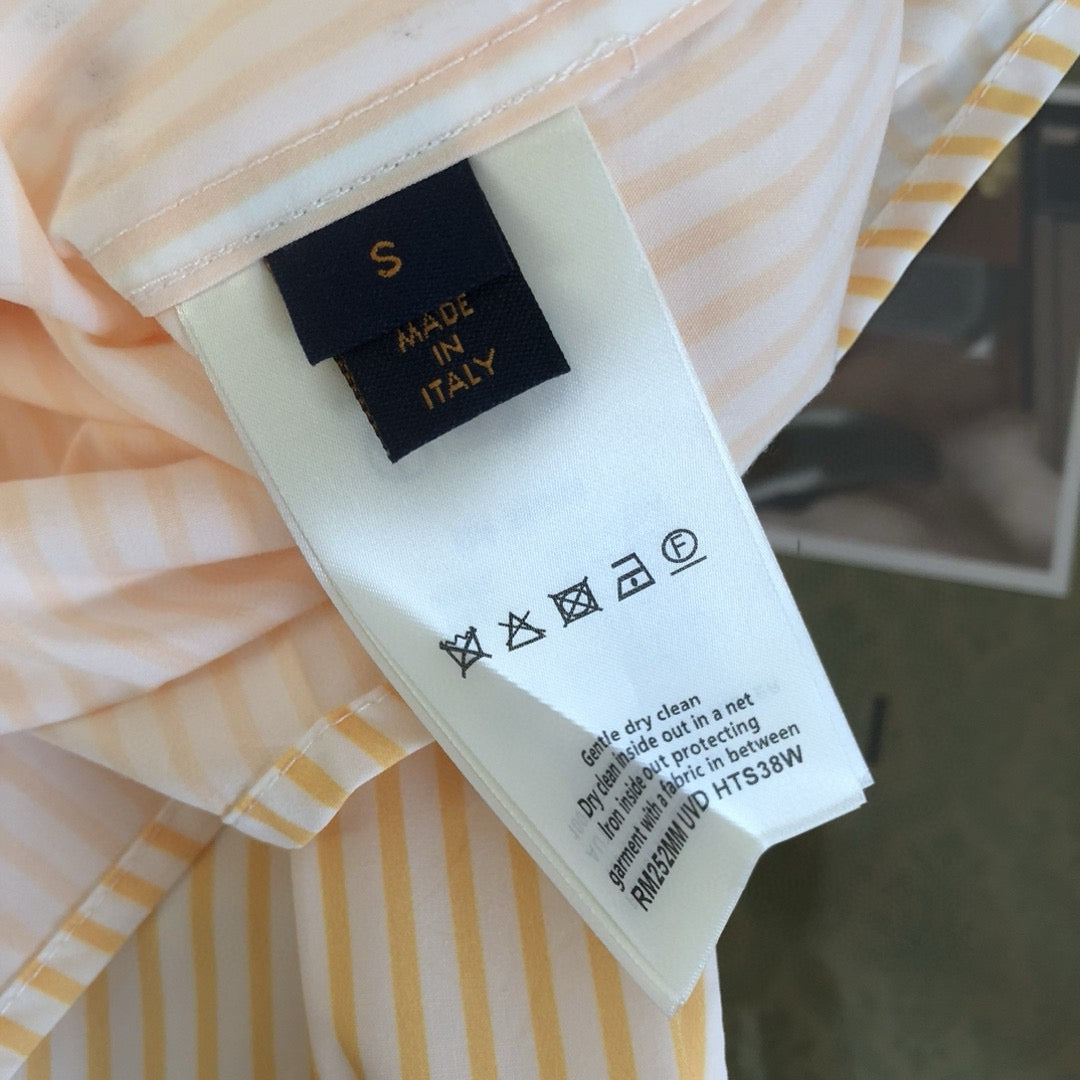 S
MADE
IN
ITALY
F
Gentle dry clean
Dry clean inside out in a net
Iron inside out protecting
garment with a fabric in between
RM252MM UVD HTS38W